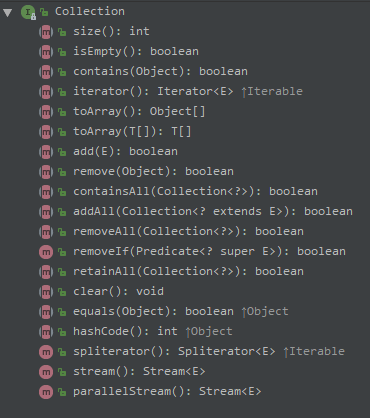 Collection
size(): int
isEmpty(): boolean
contains(Object): boolean
iterator(): Iterator<E> ↑Iterable
toArray(): Object[]
toArray(T[]): T[]
add(E): boolean
remove(Object): boolean
containsAll(Collection<?>): boolean
addAll(Collection<? extends E>): boolean
removeAll(Collection<?>): boolean
removeIf(Predicate<? super E>): boolean
retainAll(Collection<?>): boolean
clear(): void
equals(Object): boolean ↑Object
hashCode(): int ↑Object
spliterator(): Spliterator<E> ↑Iterable
stream(): Stream<E>
parallelStream(): Stream<E>